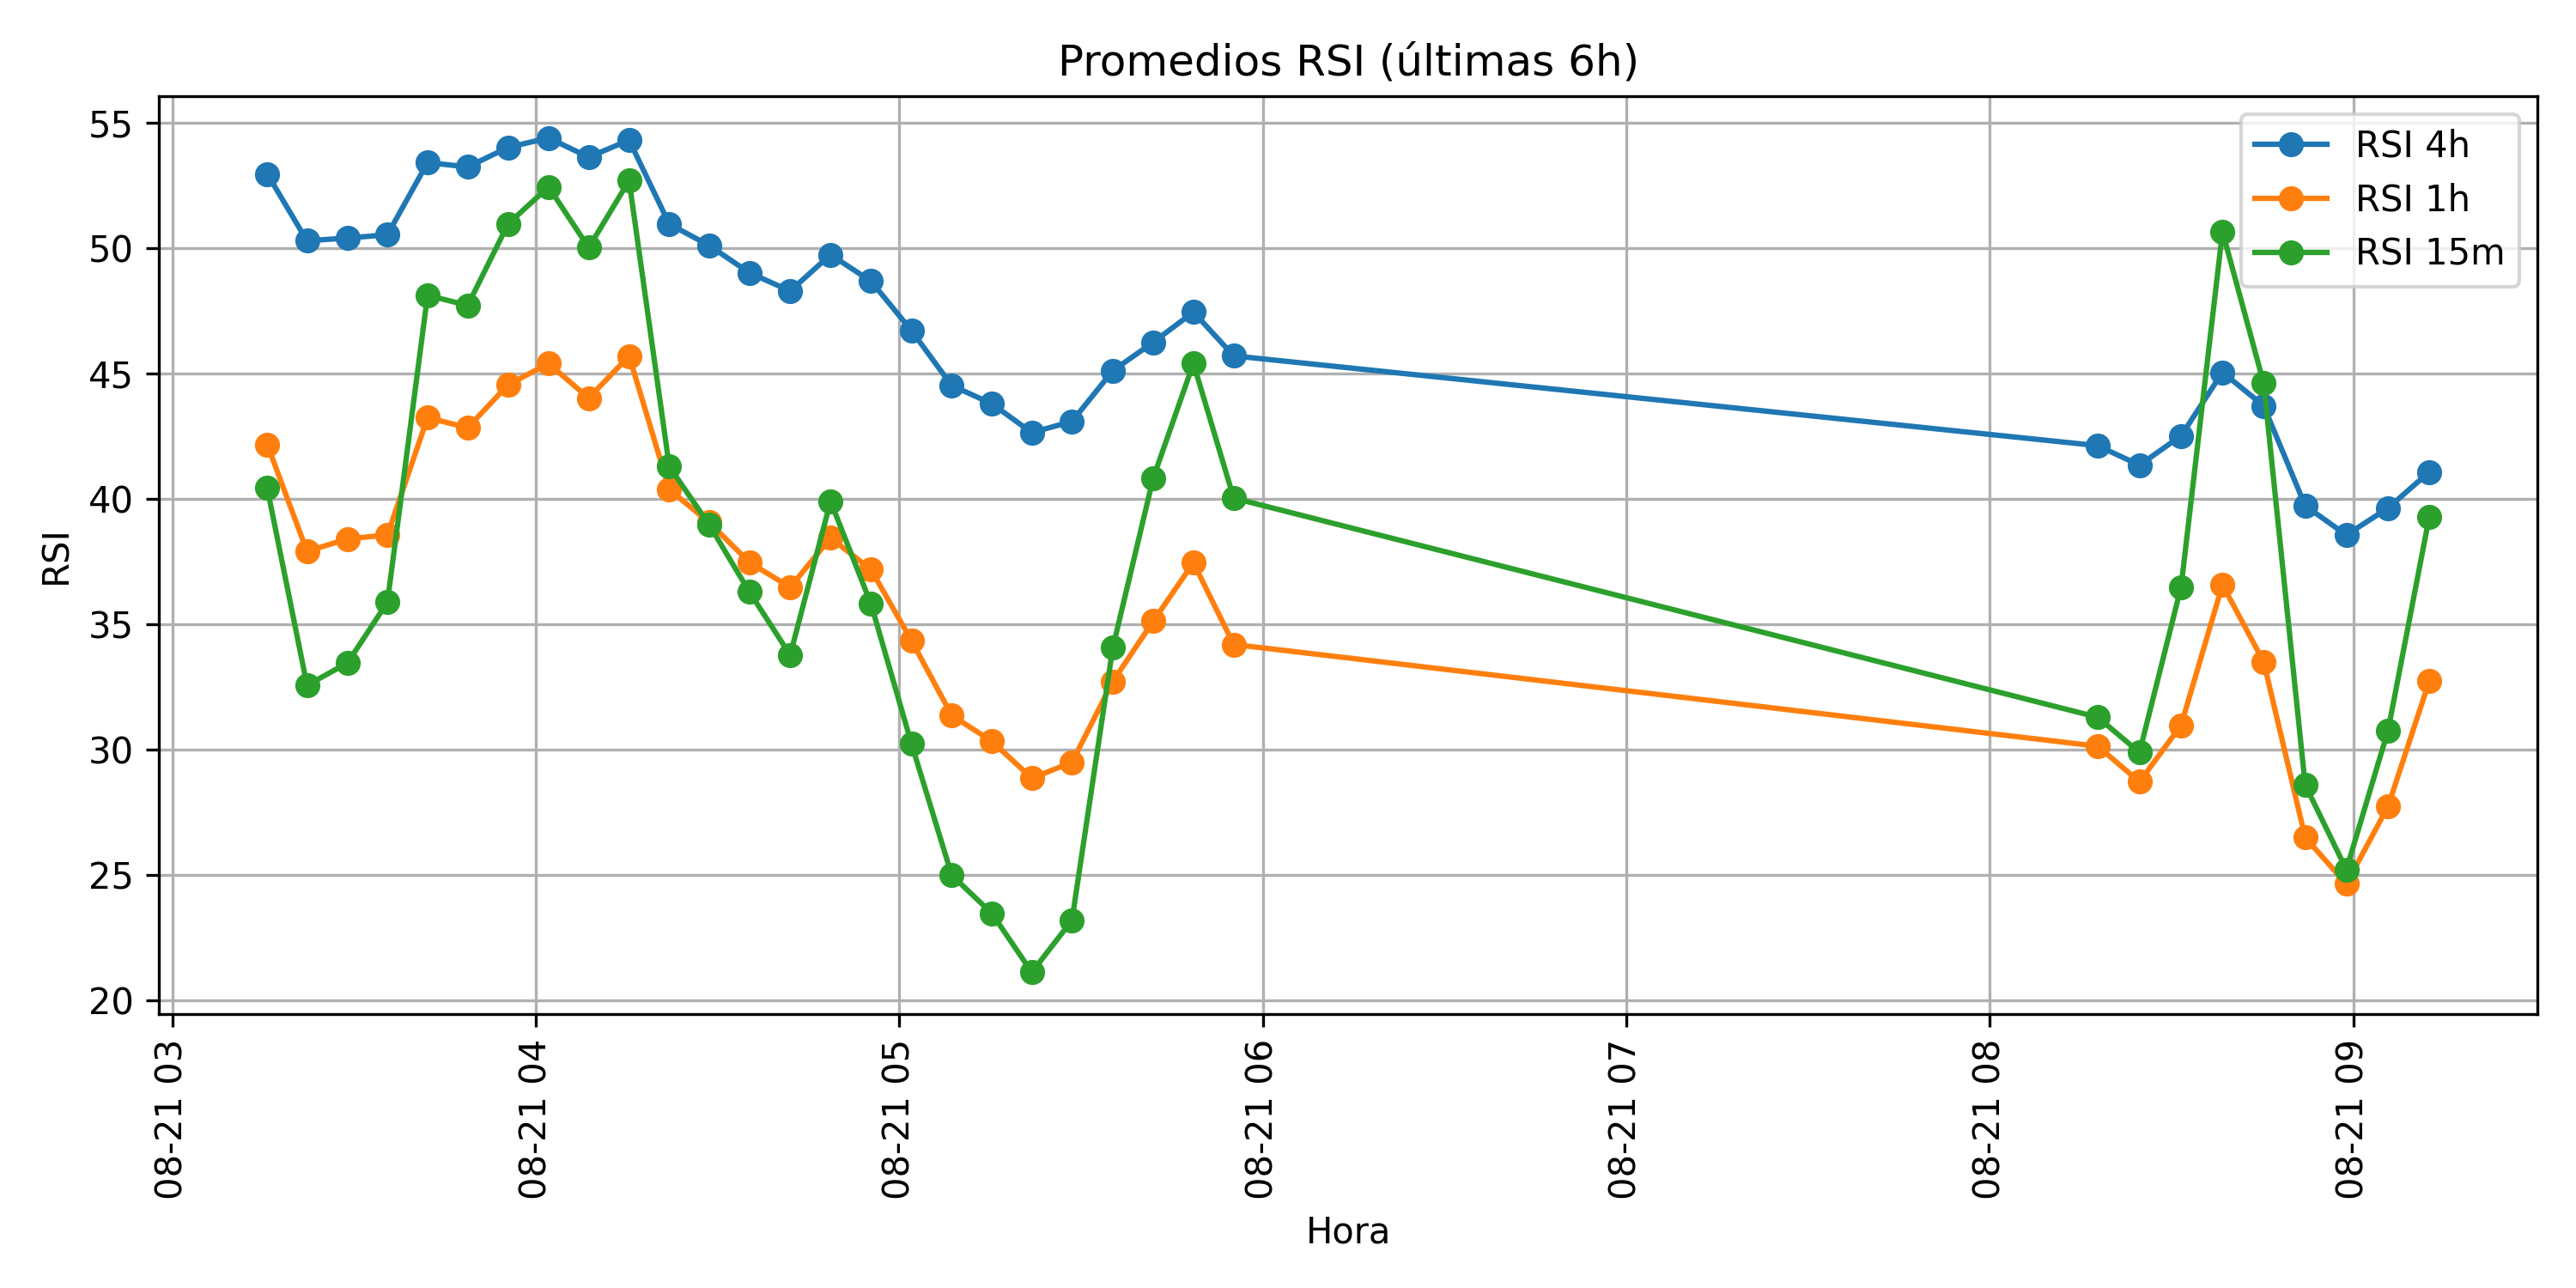 Promedios RSI (últimas 6h)
RSI 4h
RSI 1h
RSI 15m
55
50
45
40
35
30
25
20
RSI
08-21 03
08-21 04
08-21 05
08-21 06
08-21 07
08-21 08
08-21 09
Hora